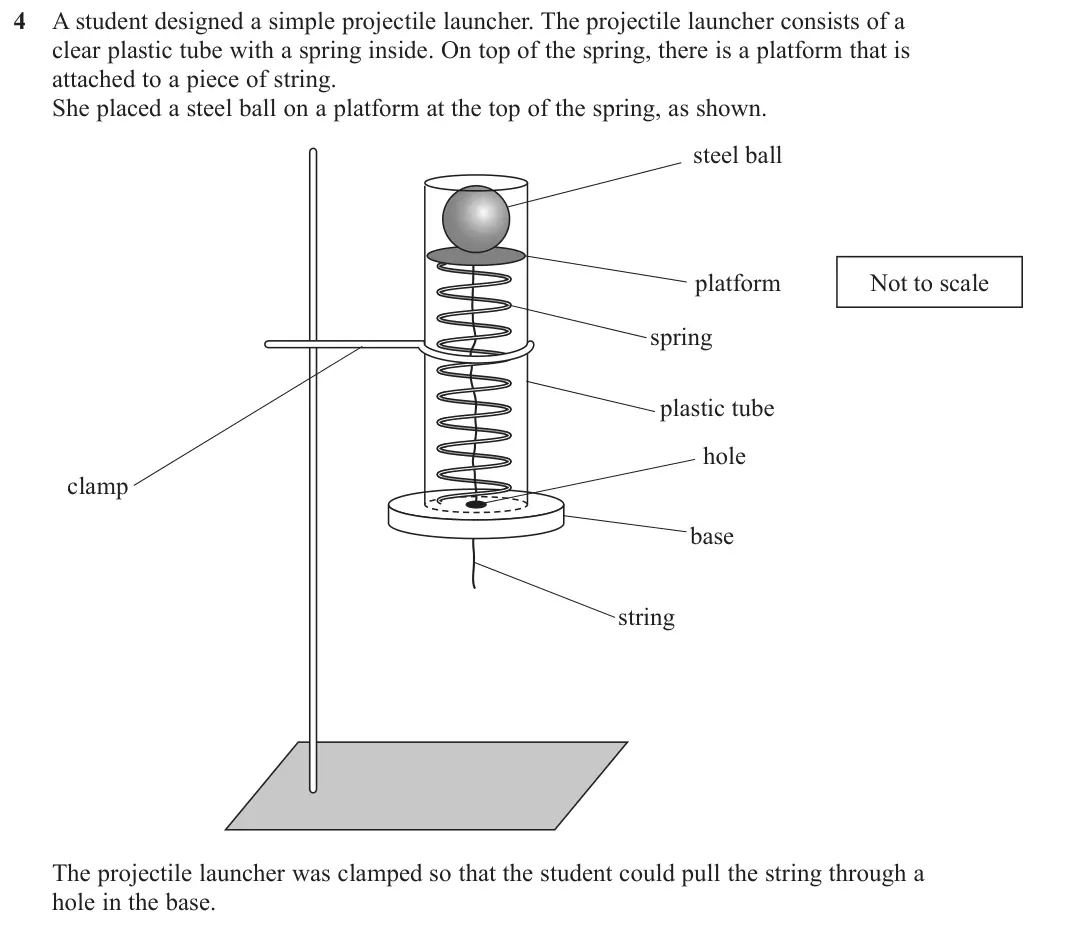 4 A student designed a simple projectile launcher. The projectile launcher consists of a
clear plastic tube with a spring inside. On top of the spring, there is a platform that is
attached to a piece of string.
She placed a steel ball on a platform at the top of the spring, as shown.
steel ball
platform
Not to scale
spring
plastic tube
hole
clamp
base
string
The projectile launcher was clamped so that the student could pull the string through a
hole in the base.